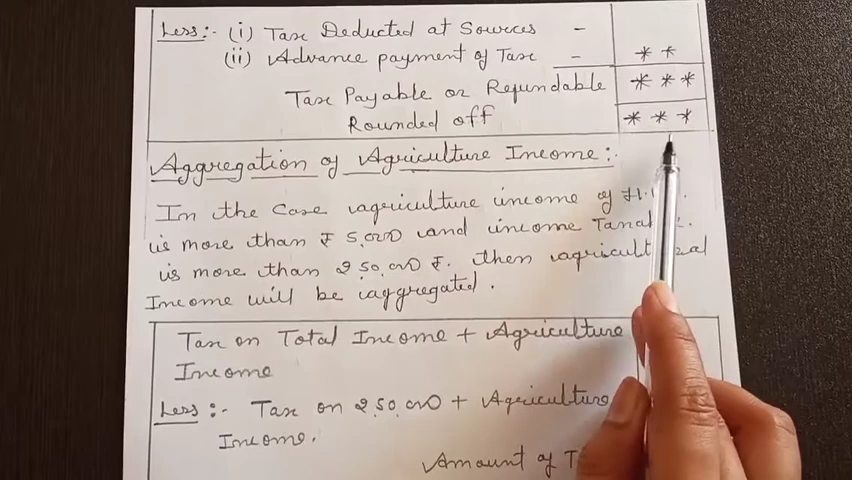 Less:- (i) Tax Deducted at Sources -
(ii) Advance payment of Tax - * *
Tax Payable or Refundable * * *
Rounded off * * *
Aggregation of Agriculture Income:-
In the Case agriculture income of
is more than ₹ 5,000 and income
is more than 2,50,000 ₹. then agricultural
Income will be aggregated.
Tax on Total Income + Agriculture
Income
Less:- Tax on 2,50,000 + Agriculture
Income.
Amount of